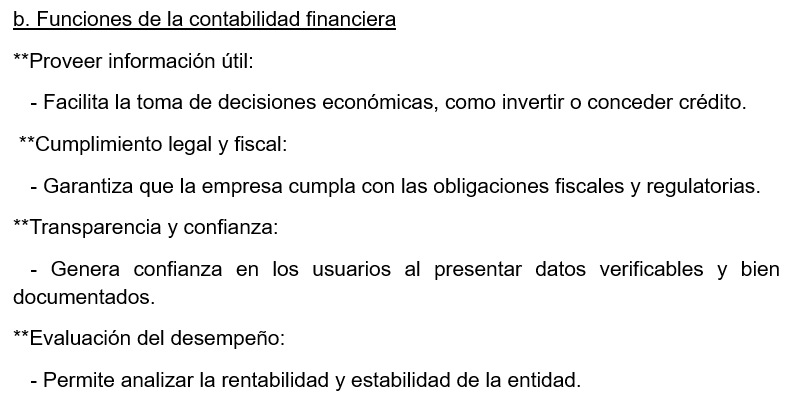 b. Funciones de la contabilidad financiera
**Proveer información útil:
- Facilita la toma de decisiones económicas, como invertir o conceder crédito.
**Cumplimiento legal y fiscal:
- Garantiza que la empresa cumpla con las obligaciones fiscales y regulatorias.
**Transparencia y confianza:
- Genera confianza en los usuarios al presentar datos verificables y bien
documentados.
**Evaluación del desempeño:
- Permite analizar la rentabilidad y estabilidad de la entidad.